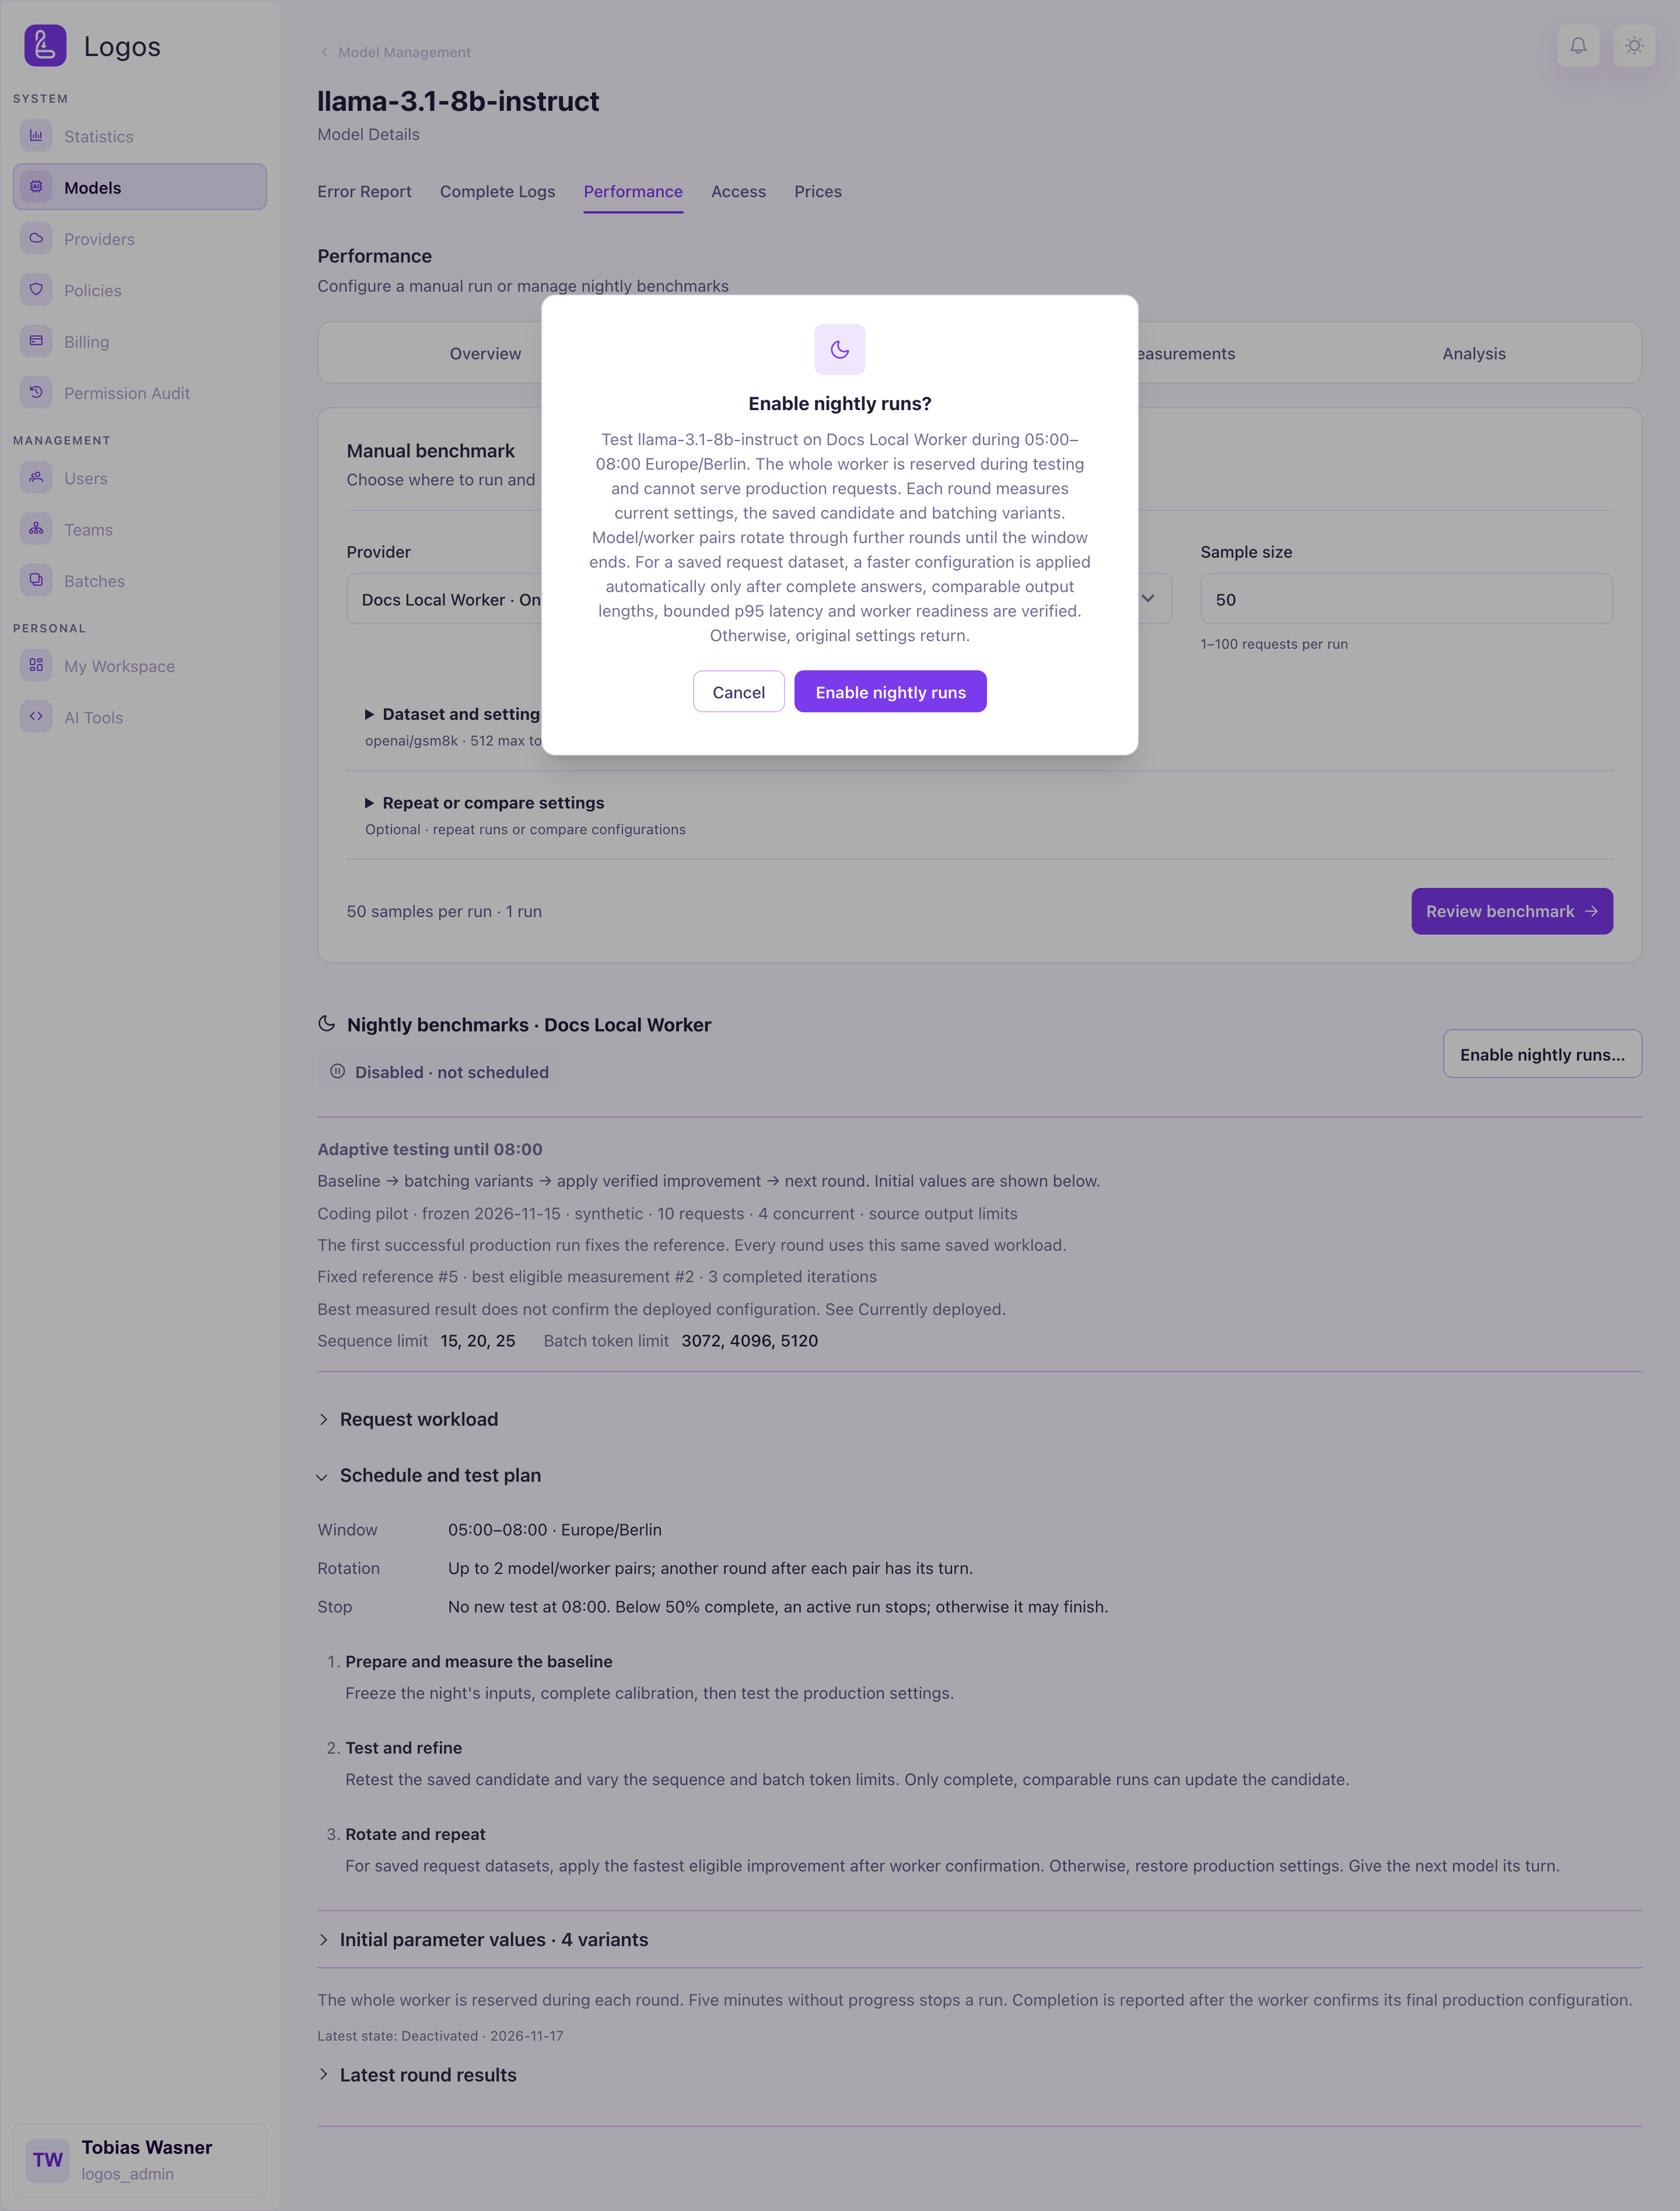 Logos
SYSTEM
Statistics
Models
Providers
Policies
Billing
Permission Audit
MANAGEMENT
Users
Teams
Batches
PERSONAL
My Workspace
AI Tools
TW
Tobias Wasner
logos_admin
Model Management
llama-3.1-8b-instruct
Model Details
Error Report Complete Logs Performance Access Prices
Performance
Configure a manual run or manage nightly benchmarks
Overview easurements Analysis
Manual benchmark
Choose where to run and
Provider Sample size
Docs Local Worker · On 50
1–100 requests per run
Dataset and setting
openai/gsm8k · 512 max to
Enable nightly runs?
Test llama-3.1-8b-instruct on Docs Local Worker during 05:00–
08:00 Europe/Berlin. The whole worker is reserved during testing
and cannot serve production requests. Each round measures
current settings, the saved candidate and batching variants.
Model/worker pairs rotate through further rounds until the window
ends. For a saved request dataset, a faster configuration is applied
automatically only after complete answers, comparable output
lengths, bounded p95 latency and worker readiness are verified.
Otherwise, original settings return.
Cancel Enable nightly runs
Repeat or compare settings
Optional · repeat runs or compare configurations
50 samples per run · 1 run Review benchmark →
Nightly benchmarks · Docs Local Worker
Disabled · not scheduled
Enable nightly runs...
Adaptive testing until 08:00
Baseline → batching variants → apply verified improvement → next round. Initial values are shown below.
Coding pilot · frozen 2026-11-15 · synthetic · 10 requests · 4 concurrent · source output limits
The first successful production run fixes the reference. Every round uses this same saved workload.
Fixed reference #5 · best eligible measurement #2 · 3 completed iterations
Best measured result does not confirm the deployed configuration. See Currently deployed.
Sequence limit 15, 20, 25 Batch token limit 3072, 4096, 5120
Request workload
Schedule and test plan
Window 05:00–08:00 · Europe/Berlin
Rotation Up to 2 model/worker pairs; another round after each pair has its turn.
Stop No new test at 08:00. Below 50% complete, an active run stops; otherwise it may finish.
1. Prepare and measure the baseline
Freeze the night's inputs, complete calibration, then test the production settings.
2. Test and refine
Retest the saved candidate and vary the sequence and batch token limits. Only complete, comparable runs can update the candidate.
3. Rotate and repeat
For saved request datasets, apply the fastest eligible improvement after worker confirmation. Otherwise, restore production settings. Give the next model its turn.
Initial parameter values · 4 variants
The whole worker is reserved during each round. Five minutes without progress stops a run. Completion is reported after the worker confirms its final production configuration.
Latest state: Deactivated · 2026-11-17
Latest round results